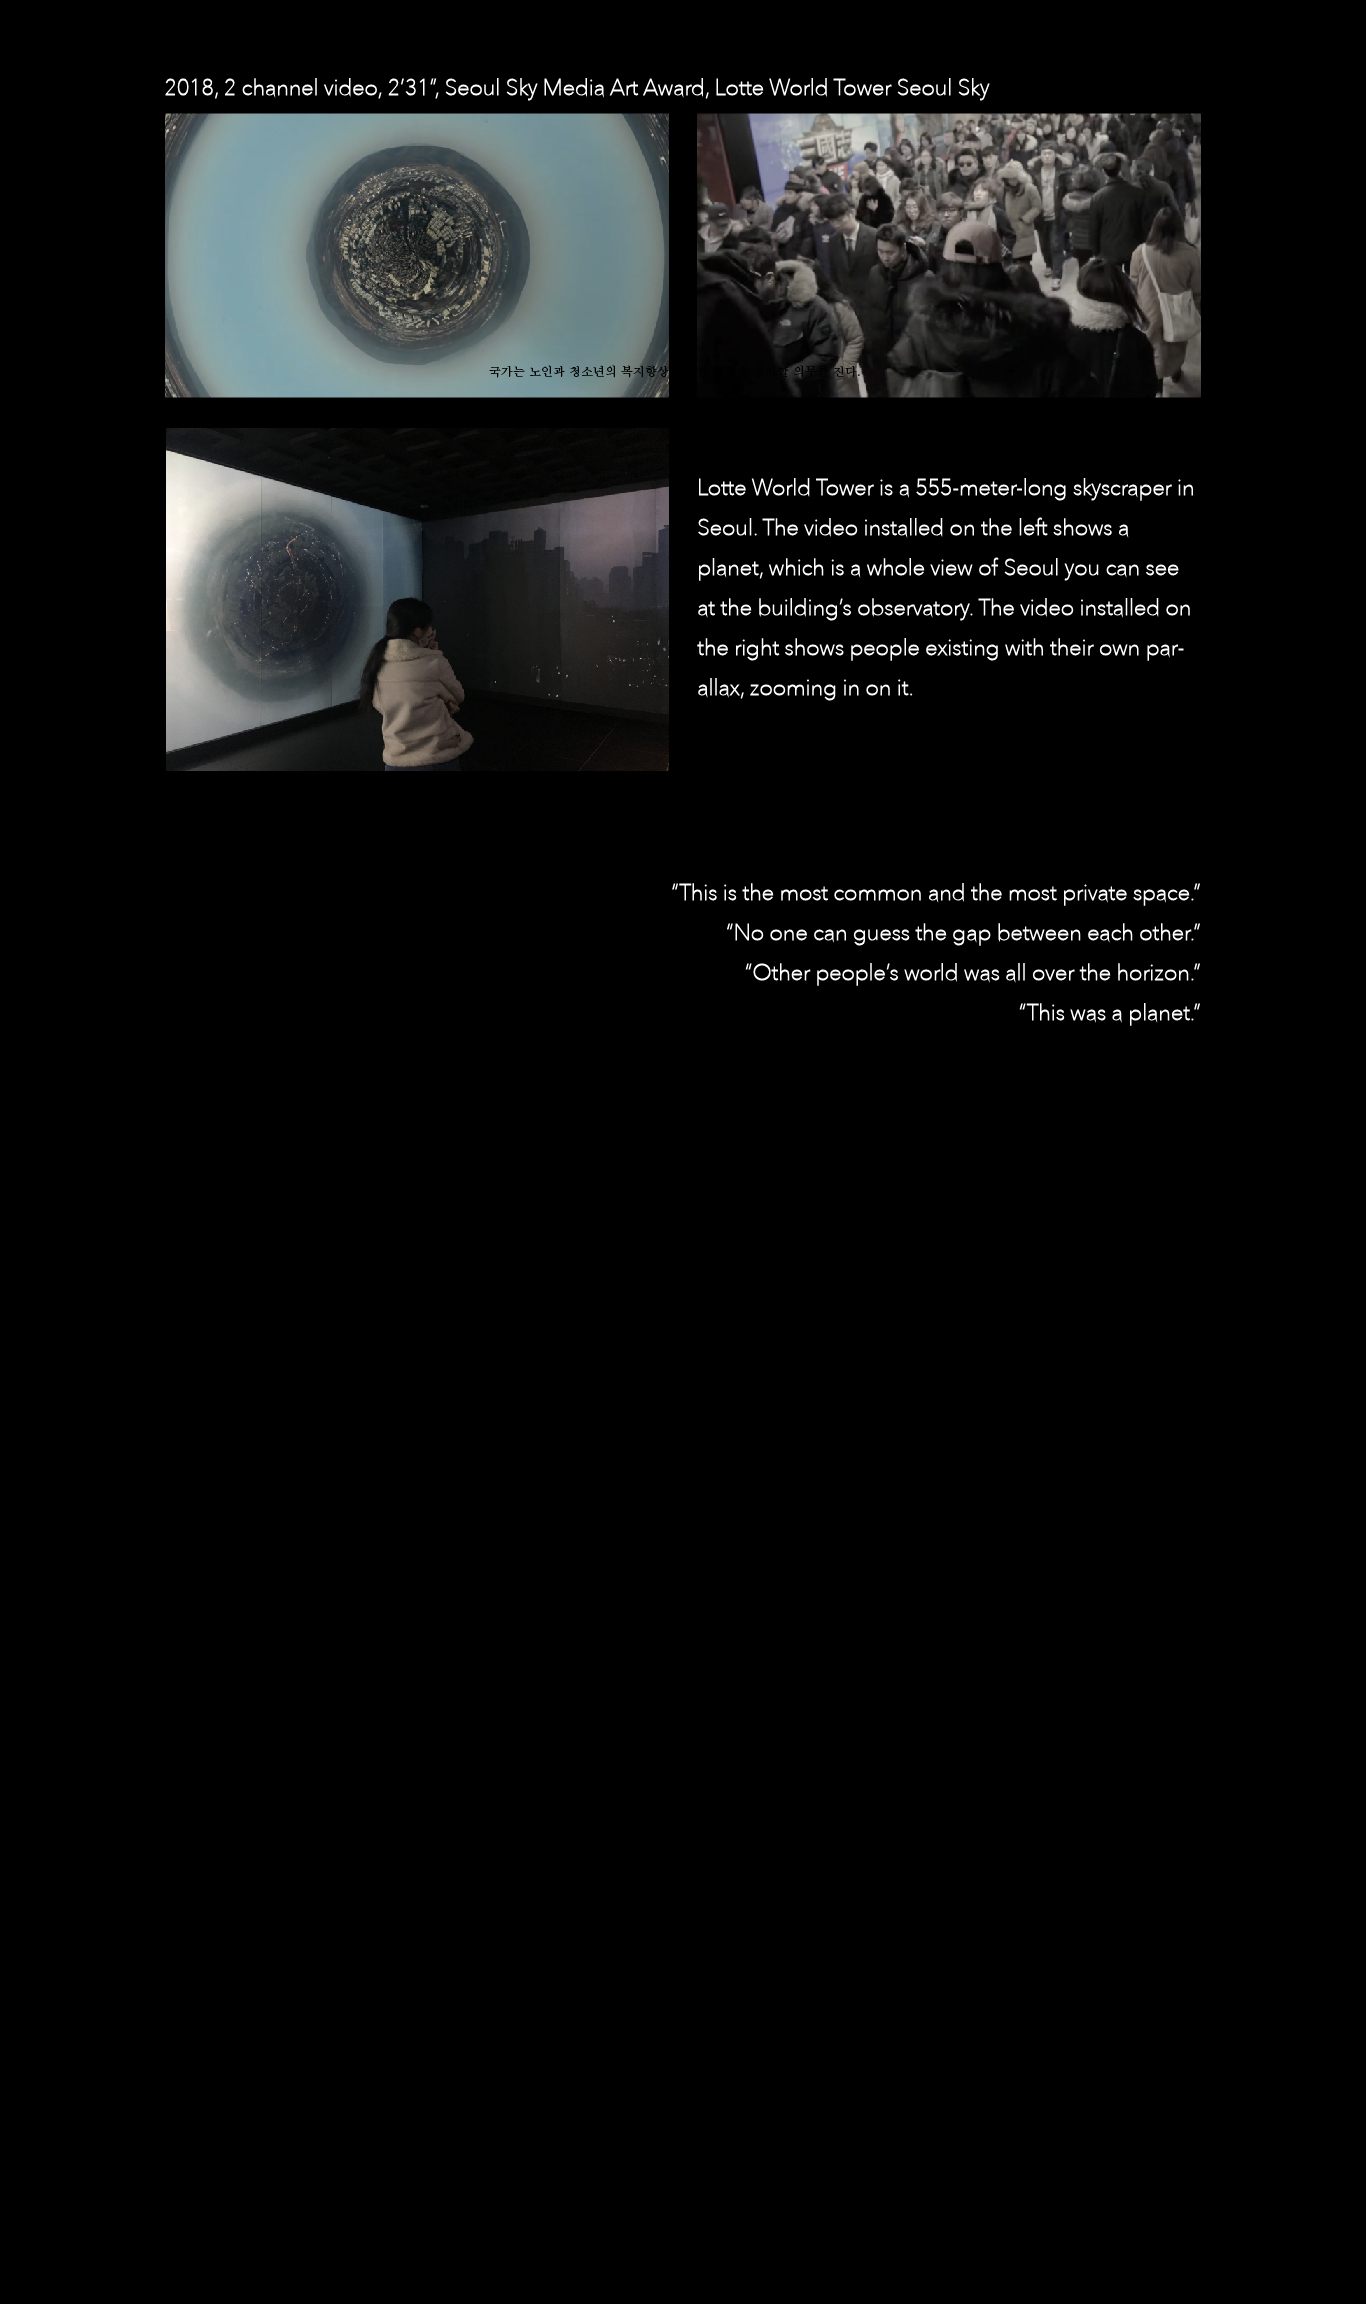 2018, 2 channel video, 2’31”, Seoul Sky Media Art Award, Lotte World Tower Seoul Sky
국가는 노인과 청소년의 복지향상 진다.
Lotte World Tower is a 555-meter-long skyscraper in
Seoul. The video installed on the left shows a
planet, which is a whole view of Seoul you can see
at the building’s observatory. The video installed on
the right shows people existing with their own par-
allax, zooming in on it.
“This is the most common and the most private space.”
“No one can guess the gap between each other.”
“Other people’s world was all over the horizon.”
“This was a planet.”